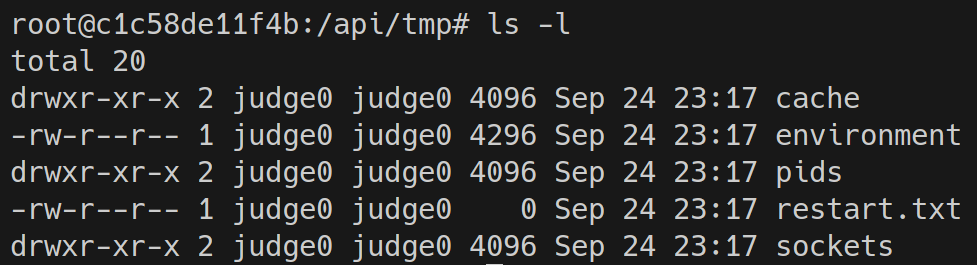 root@c1c58de11f4b:/api/tmp# ls -l
total 20
drwxr-xr-x 2 judge0 judge0 4096 Sep 24 23:17 cache
-rw-r--r-- 1 judge0 judge0 4296 Sep 24 23:17 environment
drwxr-xr-x 2 judge0 judge0 4096 Sep 24 23:17 pids
-rw-r--r-- 1 judge0 judge0    0 Sep 24 23:17 restart.txt
drwxr-xr-x 2 judge0 judge0 4096 Sep 24 23:17 sockets